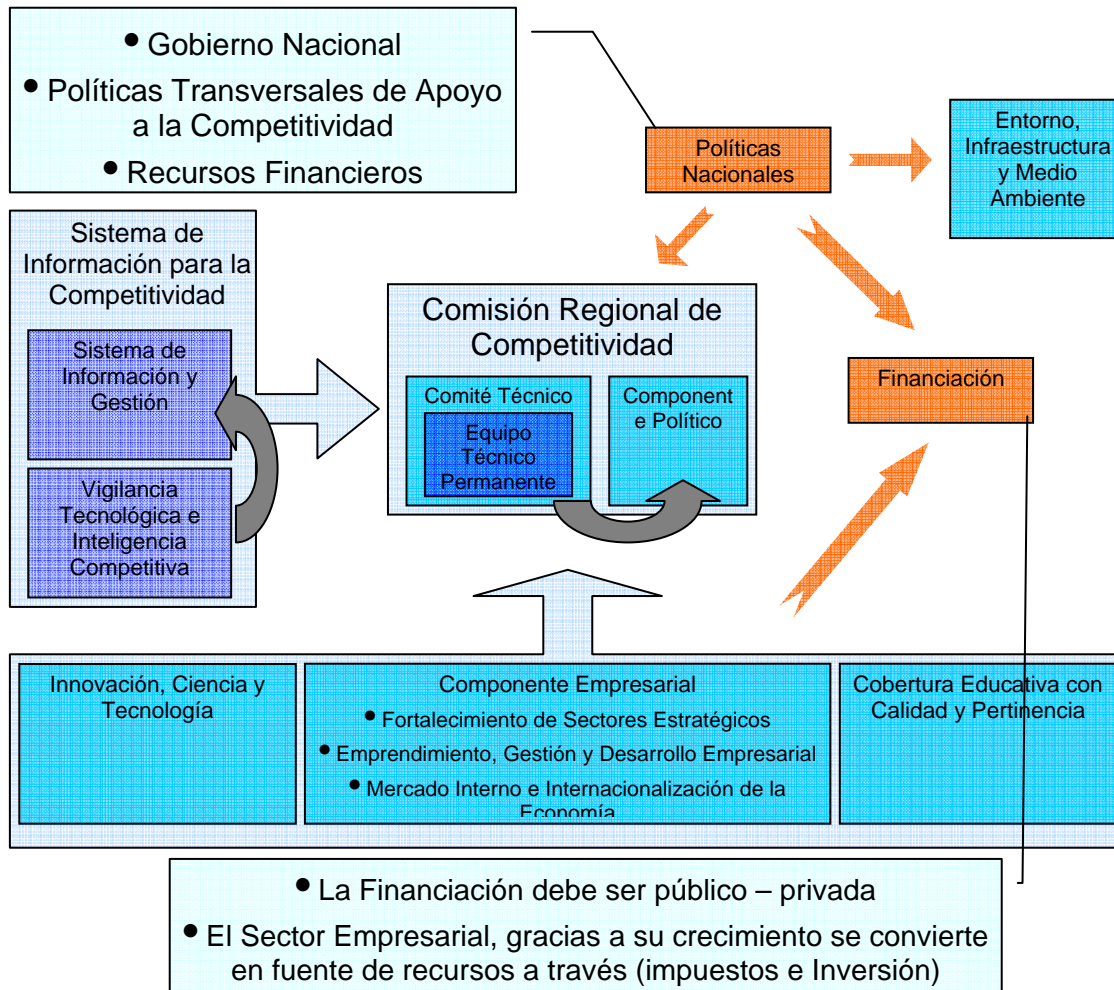 • Gobierno Nacional
• Políticas Transversales de Apoyo
a la Competitividad
• Recursos Financieros
Políticas
Nacionales
Entorno,
Infraestructura
y Medio
Ambiente
Sistema de
Información para la
Competitividad
Sistema de
Información y
Gestión
Vigilancia
Tecnológica e
Inteligencia
Competitiva
Comisión Regional de
Competitividad
Comité Técnico
Equipo
Técnico
Permanente
Component
e Político
Financiación
Innovación, Ciencia y
Tecnología
Componente Empresarial
• Fortalecimiento de Sectores Estratégicos
• Emprendimiento, Gestión y Desarrollo Empresarial
• Mercado Interno e Internacionalización de la
Economía
Cobertura Educativa con
Calidad y Pertinencia
• La Financiación debe ser público – privada
• El Sector Empresarial, gracias a su crecimiento se convierte
en fuente de recursos a través (impuestos e Inversión)